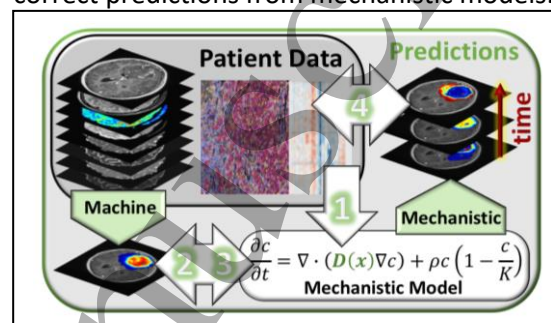 correct predictions from mechanistic models.
Patient Data
Predictions
4
time
1
Machine
Mechanistic
2 3
∂c/∂t = ∇ · (D(x)∇c) + ρc (1 − c/K)
Mechanistic Model